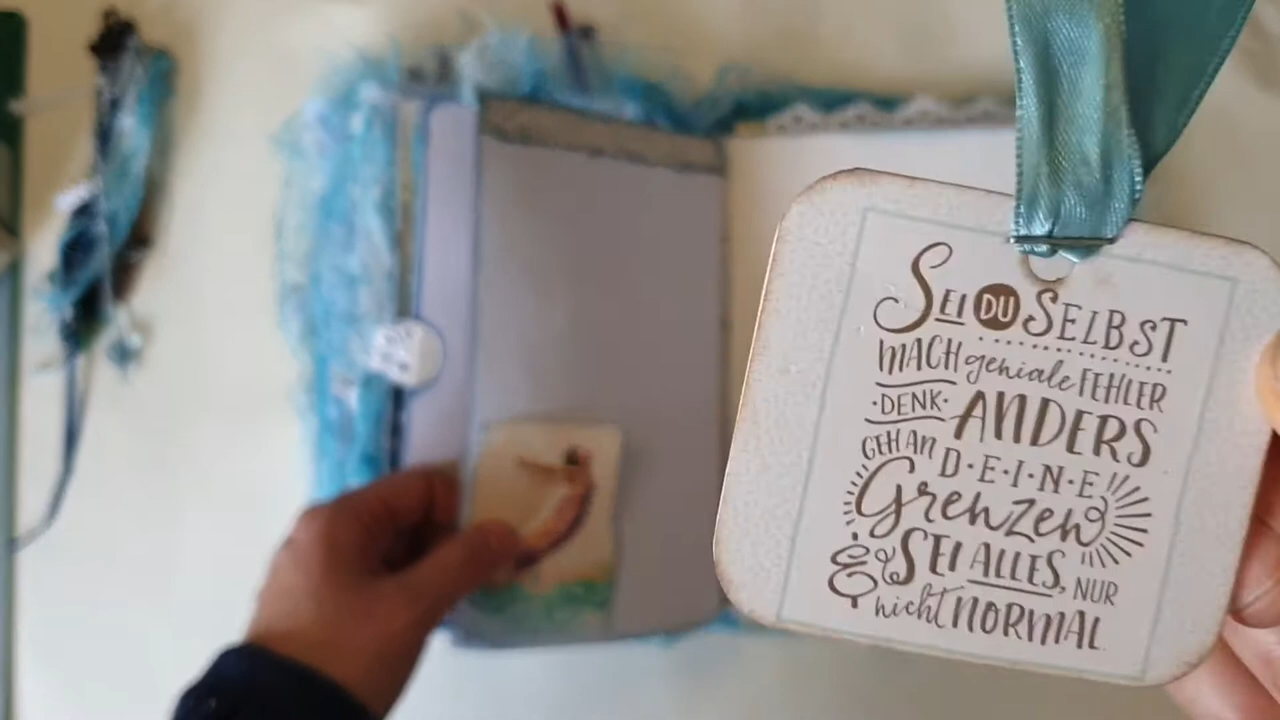 SEI DU SELBST
MACH geniale FEHLER
·DENK· ANDERS
GEH AN D·E·I·N·E
Grenzen
& SEI ALLES, NUR
nicht NORMAL.